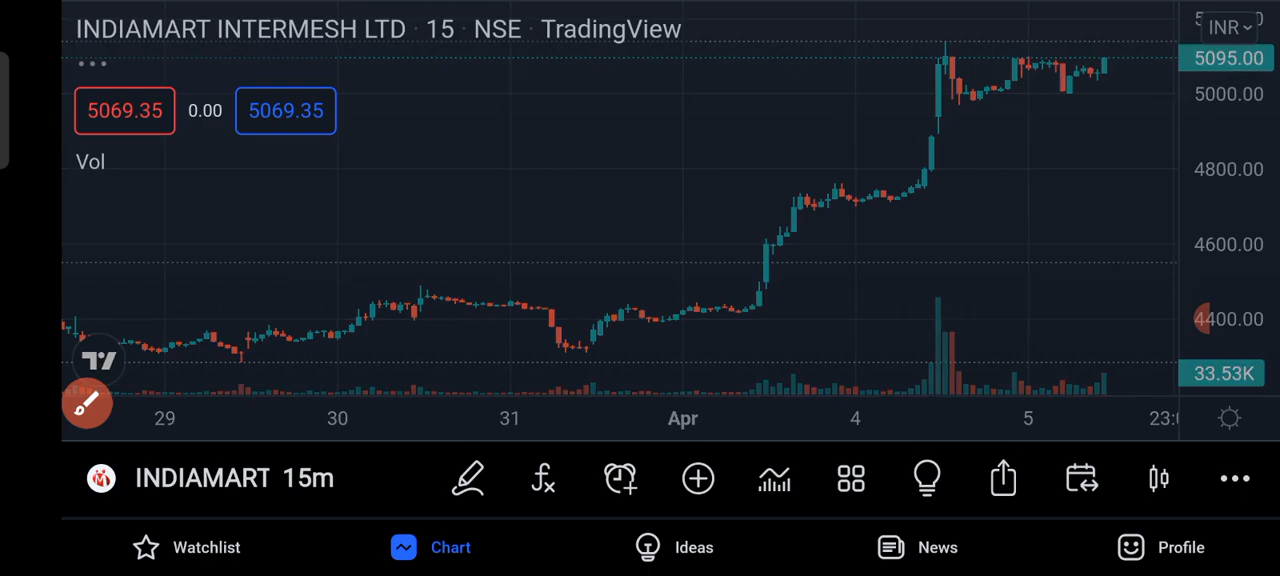 INDIAMART INTERMESH LTD · 15 · NSE · TradingView
INR
5095.00
5069.35 0.00 5069.35
5000.00
Vol
4800.00
4600.00
4400.00
33.53K
29 30 31 Apr 4 5
INDIAMART 15m
Watchlist Chart Ideas News Profile